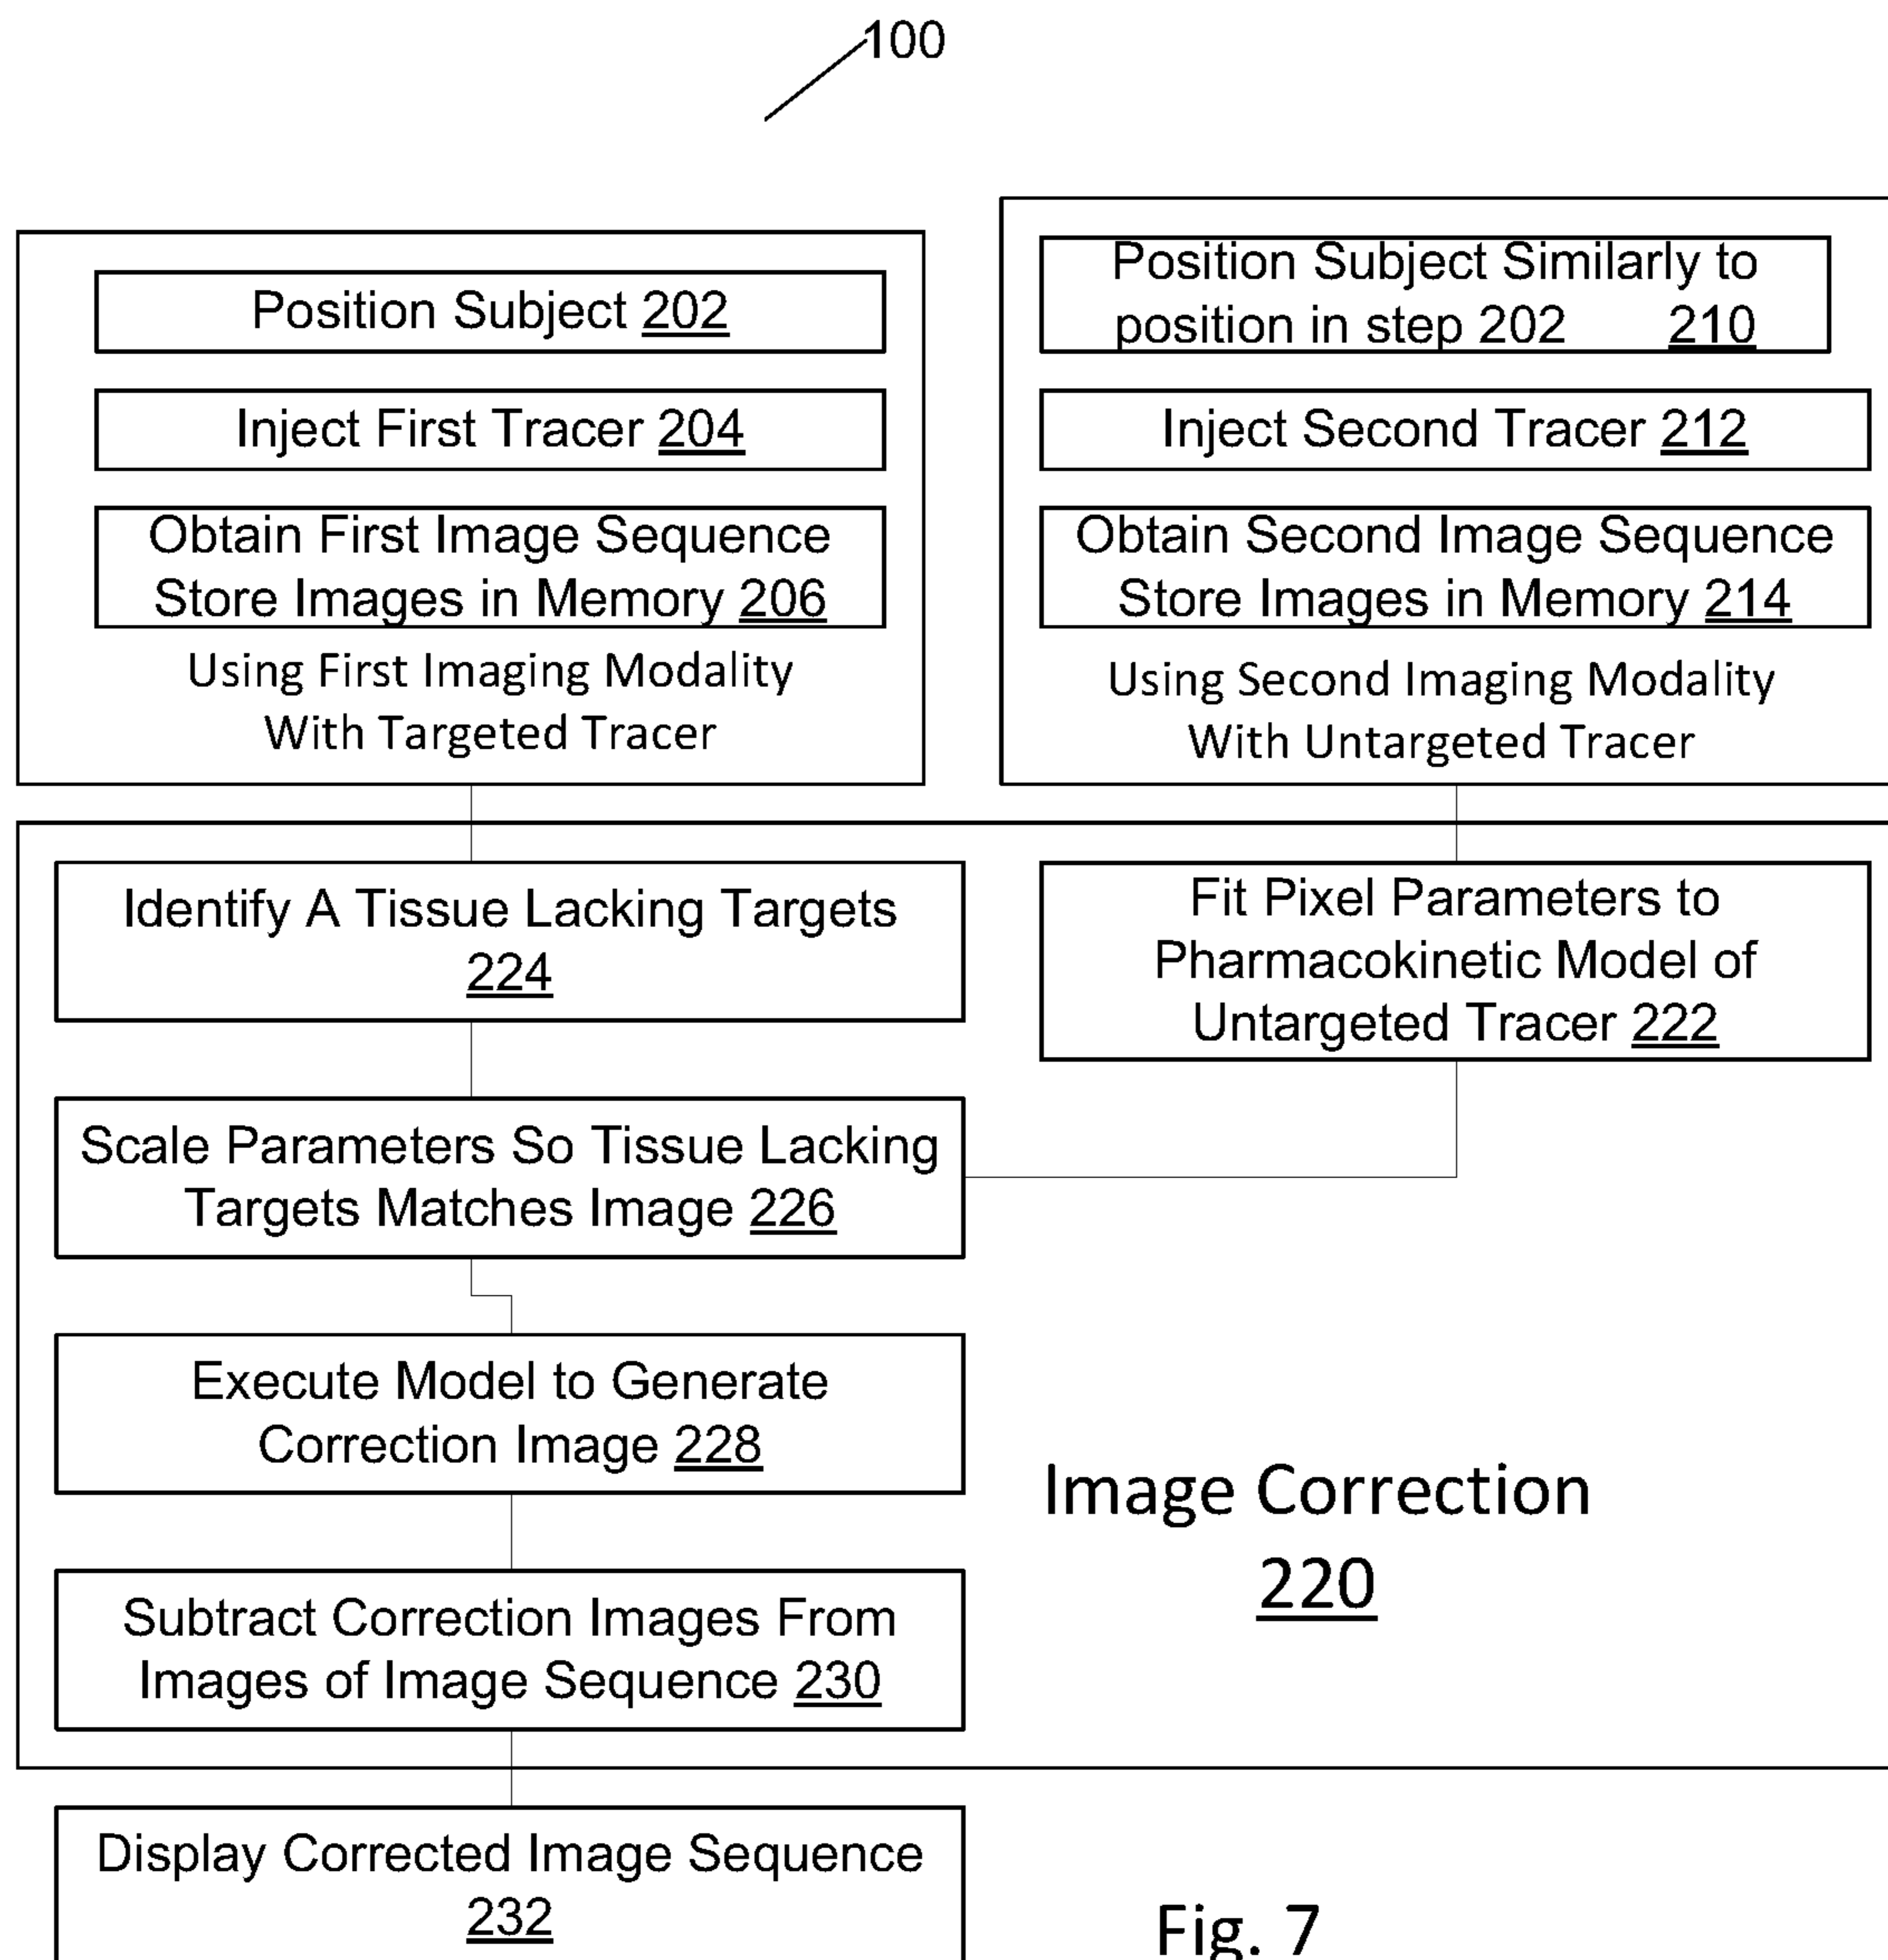 100
Position Subject 202
Inject First Tracer 204
Obtain First Image Sequence
Store Images in Memory 206
Using First Imaging Modality
With Targeted Tracer
Position Subject Similarly to
position in step 202 210
Inject Second Tracer 212
Obtain Second Image Sequence
Store Images in Memory 214
Using Second Imaging Modality
With Untargeted Tracer
Identify A Tissue Lacking Targets
224
Fit Pixel Parameters to
Pharmacokinetic Model of
Untargeted Tracer 222
Scale Parameters So Tissue Lacking
Targets Matches Image 226
Execute Model to Generate
Correction Image 228
Image Correction
220
Subtract Correction Images From
Images of Image Sequence 230
Display Corrected Image Sequence
232
Fig. 7